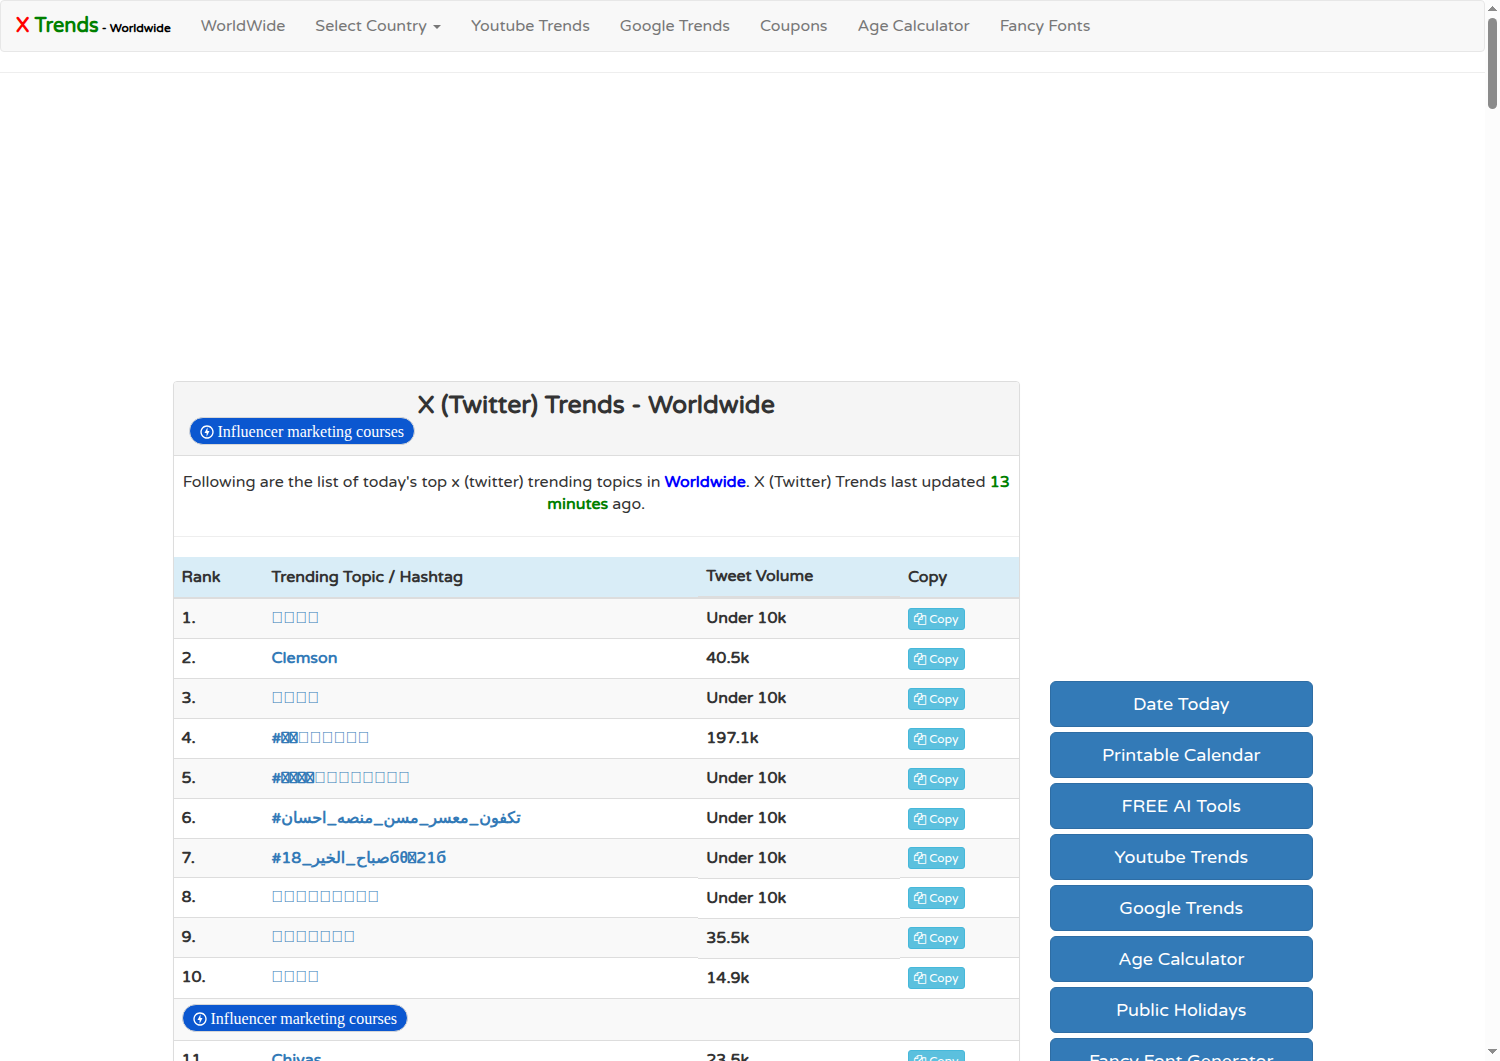 X Trends - Worldwide
WorldWide
Select Country
Youtube Trends
Google Trends
Coupons
Age Calculator
Fancy Fonts
X (Twitter) Trends - Worldwide
Influencer marketing courses
Following are the list of today's top x (twitter) trending topics in Worldwide. X (Twitter) Trends last updated 13
minutes ago.
Rank Trending Topic / Hashtag Tweet Volume Copy
1. Under 10k Copy
2. Clemson 40.5k Copy
3. Under 10k Copy
4. # 197.1k Copy
5. # Under 10k Copy
6. #تكفون_معسر_مسن_منصه_احسان Under 10k Copy
7. Under 10k Copy
8. Under 10k Copy
9. 35.5k Copy
10. 14.9k Copy
Influencer marketing courses
11. Chivas 23.5k Copy
Date Today
Printable Calendar
FREE AI Tools
Youtube Trends
Google Trends
Age Calculator
Public Holidays
Fancy Font Generator